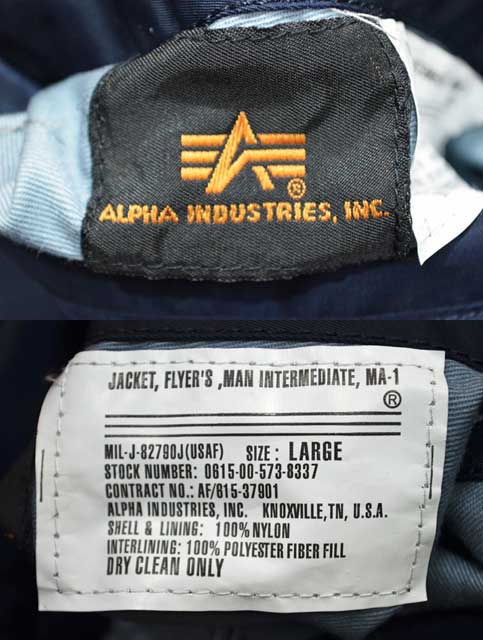 ®
ALPHA INDUSTRIES, INC.
JACKET, FLYER'S ,MAN INTERMEDIATE, MA-1
®
MIL-J-82790J(USAF) SIZE : LARGE
STOCK NUMBER: 0615-00-573-8337
CONTRACT NO.: AF/615-37901
ALPHA INDUSTRIES, INC. KNOXVILLE, TN, U.S.A.
SHELL & LINING: 100% NYLON
INTERLINING: 100% POLYESTER FIBER FILL
DRY CLEAN ONLY